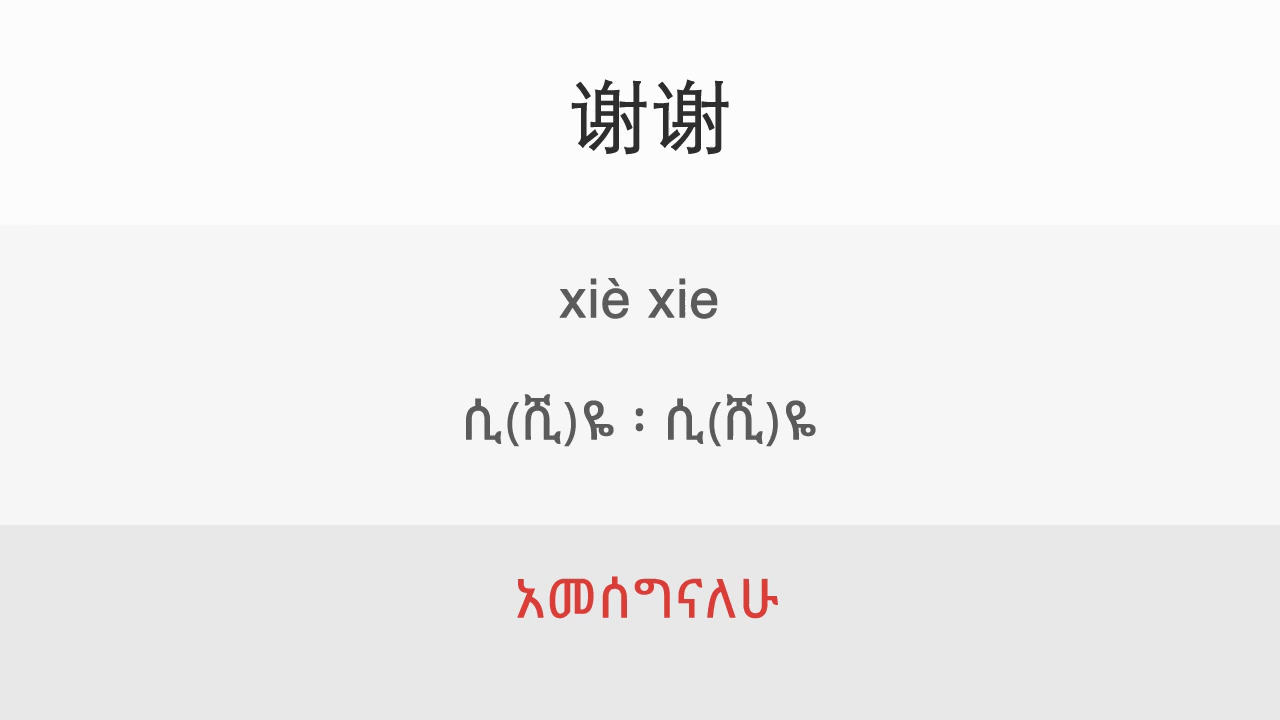 谢谢
xiè xie
ሲ(ሺ)ዬ ፡ ሲ(ሺ)ዬ
አመሰግናለሁ